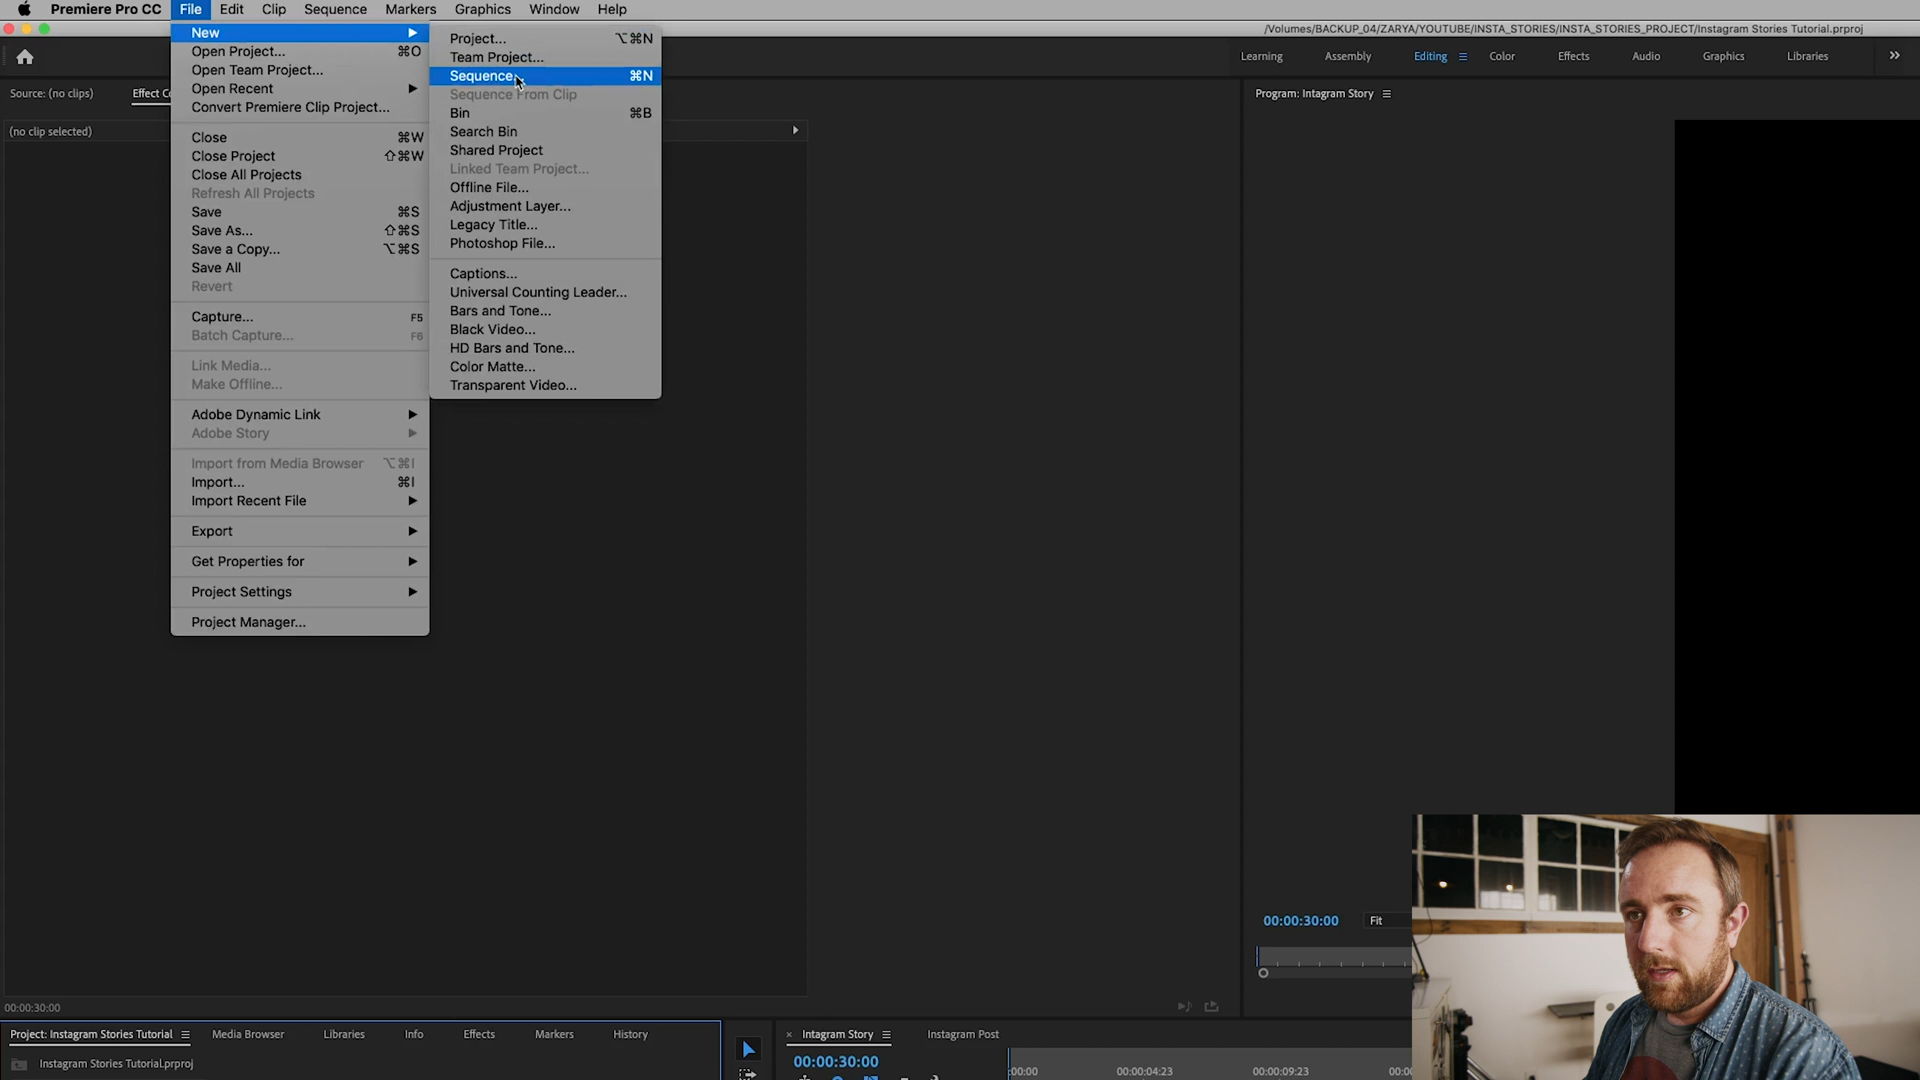 Premiere Pro CC File Edit Clip Sequence Markers Graphics Window Help
/Volumes/BACKUP_04/ZARYA/YOUTUBE/INSTA_STORIES/INSTA_STORIES_PROJECT/Instagram Stories Tutorial.prproj
Learning Assembly Editing Color Effects Audio Graphics Libraries
Source: (no clips) Effect Co
Program: Intagram Story
(no clip selected)
New
Open Project... ⌘O
Open Team Project...
Open Recent
Convert Premiere Clip Project...
Close ⌘W
Close Project ⇧⌘W
Close All Projects
Refresh All Projects
Save ⌘S
Save As... ⇧⌘S
Save a Copy... ⌥⌘S
Save All
Revert
Capture... F5
Batch Capture... F6
Link Media...
Make Offline...
Adobe Dynamic Link
Adobe Story
Import from Media Browser ⌥⌘I
Import... ⌘I
Import Recent File
Export
Get Properties for
Project Settings
Project Manager...
Project... ⌥⌘N
Team Project...
Sequence... ⌘N
Sequence From Clip
Bin ⌘B
Search Bin
Shared Project
Linked Team Project...
Offline File...
Adjustment Layer...
Legacy Title...
Photoshop File...
Captions...
Universal Counting Leader...
Bars and Tone...
Black Video...
HD Bars and Tone...
Color Matte...
Transparent Video...
00:00:30:00 Fit
00:00:30:00
Project: Instagram Stories Tutorial Media Browser Libraries Info Effects Markers History
Instagram Stories Tutorial.prproj
× Intagram Story Instagram Post
00:00:30:00
:00:00 00:00:04:23 00:00:09:23 00:00